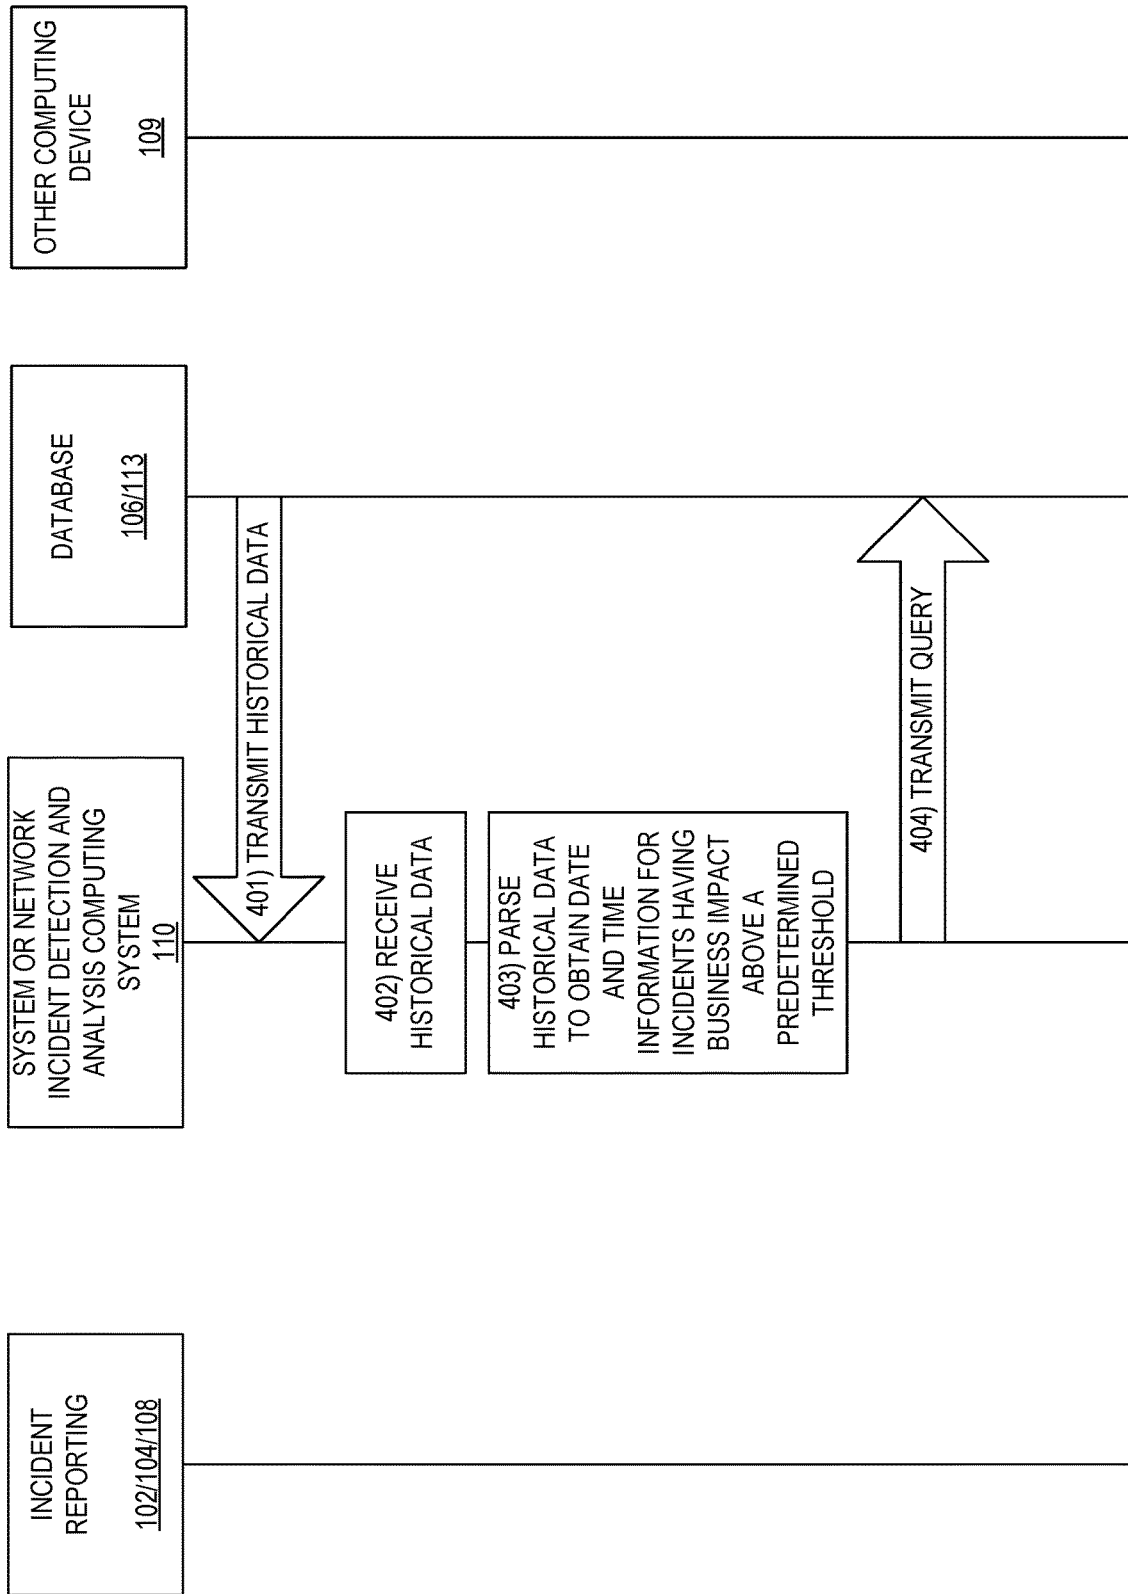 INCIDENT
REPORTING
102/104/108
SYSTEM OR NETWORK
INCIDENT DETECTION AND
ANALYSIS COMPUTING
SYSTEM
110
DATABASE
106/113
OTHER COMPUTING
DEVICE
109
401) TRANSMIT HISTORICAL DATA
402) RECEIVE
HISTORICAL DATA
403) PARSE
HISTORICAL DATA
TO OBTAIN DATE
AND TIME
INFORMATION FOR
INCIDENTS HAVING
BUSINESS IMPACT
ABOVE A
PREDETERMINED
THRESHOLD
404) TRANSMIT QUERY